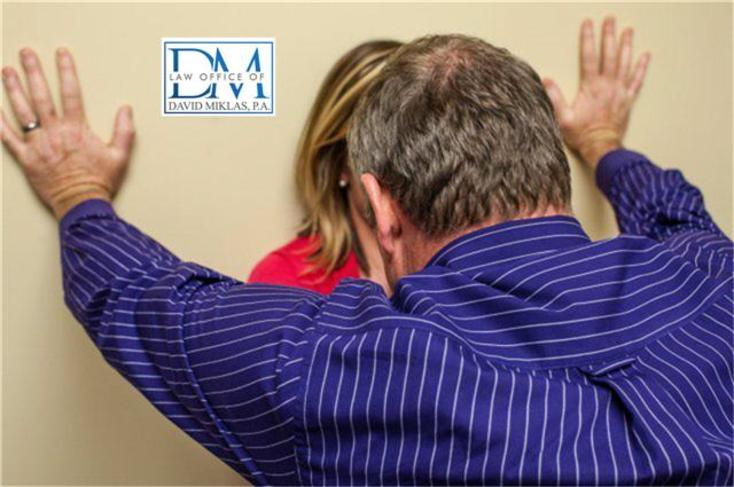 DM
LAW OFFICE OF
DAVID MIKLAS, P.A.